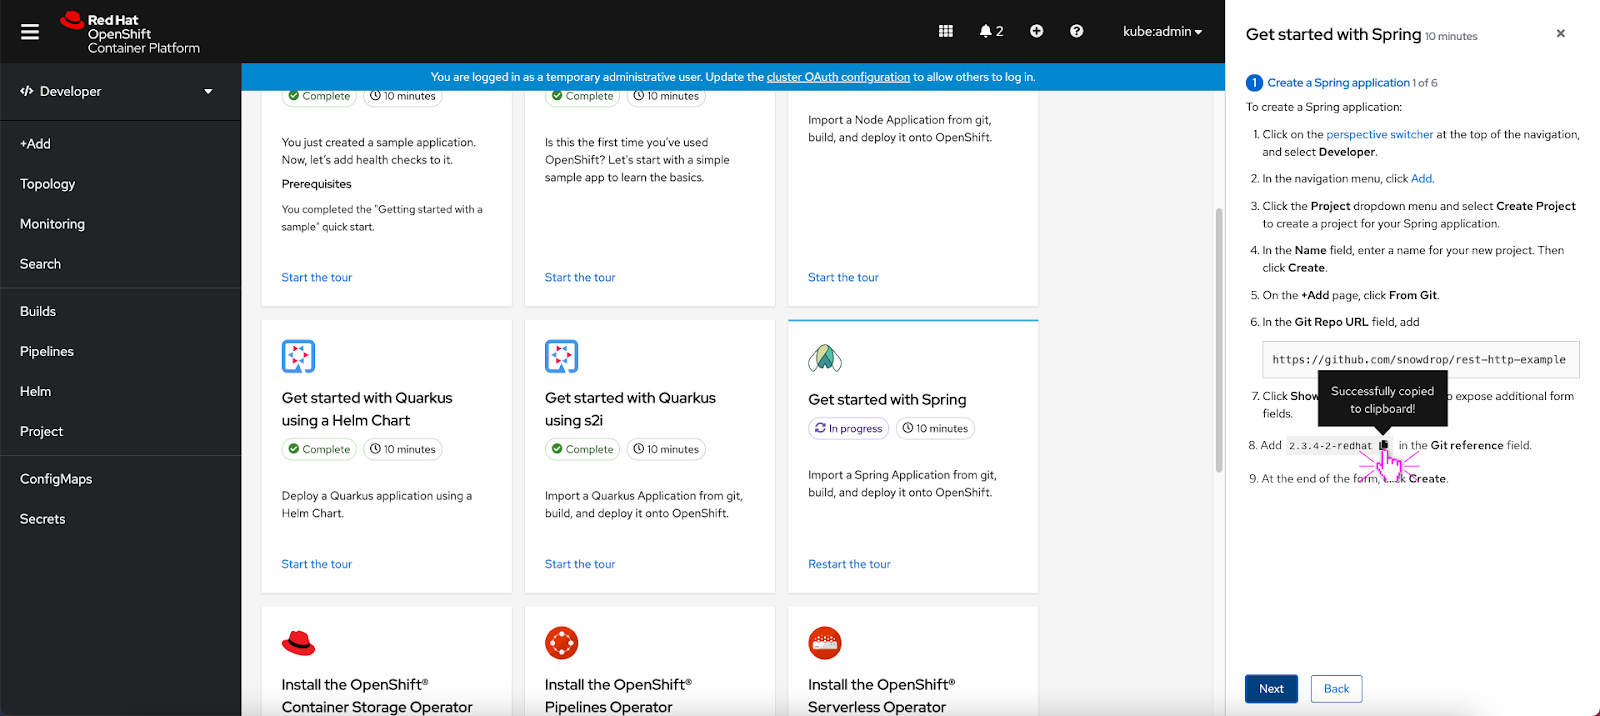 Red Hat
OpenShift
Container Platform
2
kube:admin
Get started with Spring 10 minutes
Developer
You are logged in as a temporary administrative user. Update the cluster OAuth configuration to allow others to log in.
+Add
Topology
Monitoring
Search
Builds
Pipelines
Helm
Project
ConfigMaps
Secrets
Complete
10 minutes
You just created a sample application.
Now, let's add health checks to it.
Prerequisites
You completed the "Getting started with a
sample" quick start.
Start the tour
Complete
10 minutes
Is this the first time you've used
OpenShift? Let's start with a simple
sample app to learn the basics.
Start the tour
Import a Node Application from git,
build, and deploy it onto OpenShift.
Start the tour
Get started with Quarkus
using a Helm Chart
Complete
10 minutes
Deploy a Quarkus application using a
Helm Chart.
Start the tour
Get started with Quarkus
using s2i
Complete
10 minutes
Import a Quarkus Application from git,
build, and deploy it onto OpenShift.
Start the tour
Get started with Spring
In progress
10 minutes
Import a Spring Application from git,
build, and deploy it onto OpenShift.
Restart the tour
Install the OpenShift®
Container Storage Operator
Install the OpenShift®
Pipelines Operator
Install the OpenShift®
Serverless Operator
1 Create a Spring application 1 of 6
To create a Spring application:
1. Click on the perspective switcher at the top of the navigation,
and select Developer.
2. In the navigation menu, click Add.
3. Click the Project dropdown menu and select Create Project
to create a project for your Spring application.
4. In the Name field, enter a name for your new project. Then
click Create.
5. On the +Add page, click From Git.
6. In the Git Repo URL field, add
https://github.com/snowdrop/rest-http-example
Successfully copied
to clipboard!
7. Click Show expose additional form
fields.
8. Add 2.3.4-2-redhat in the Git reference field.
9. At the end of the form, Create.
Next
Back